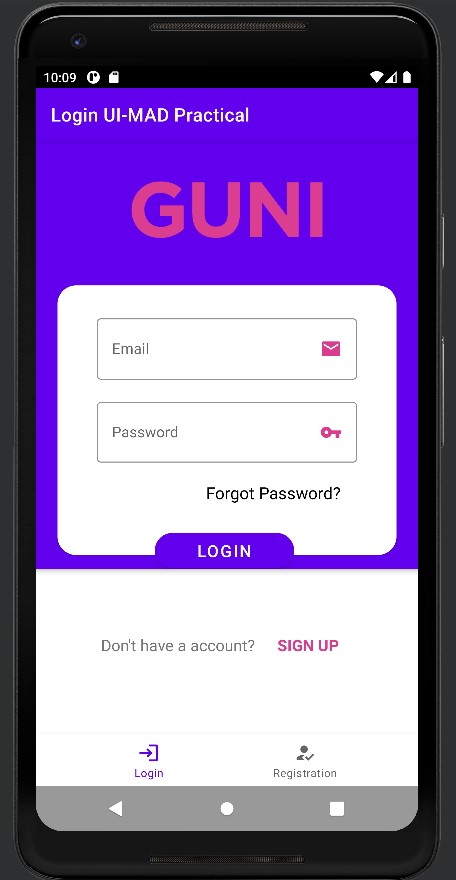 10:09
Login UI-MAD Practical
GUNI
Email
Password
Forgot Password?
LOGIN
Don't have a account? SIGN UP
Login Registration